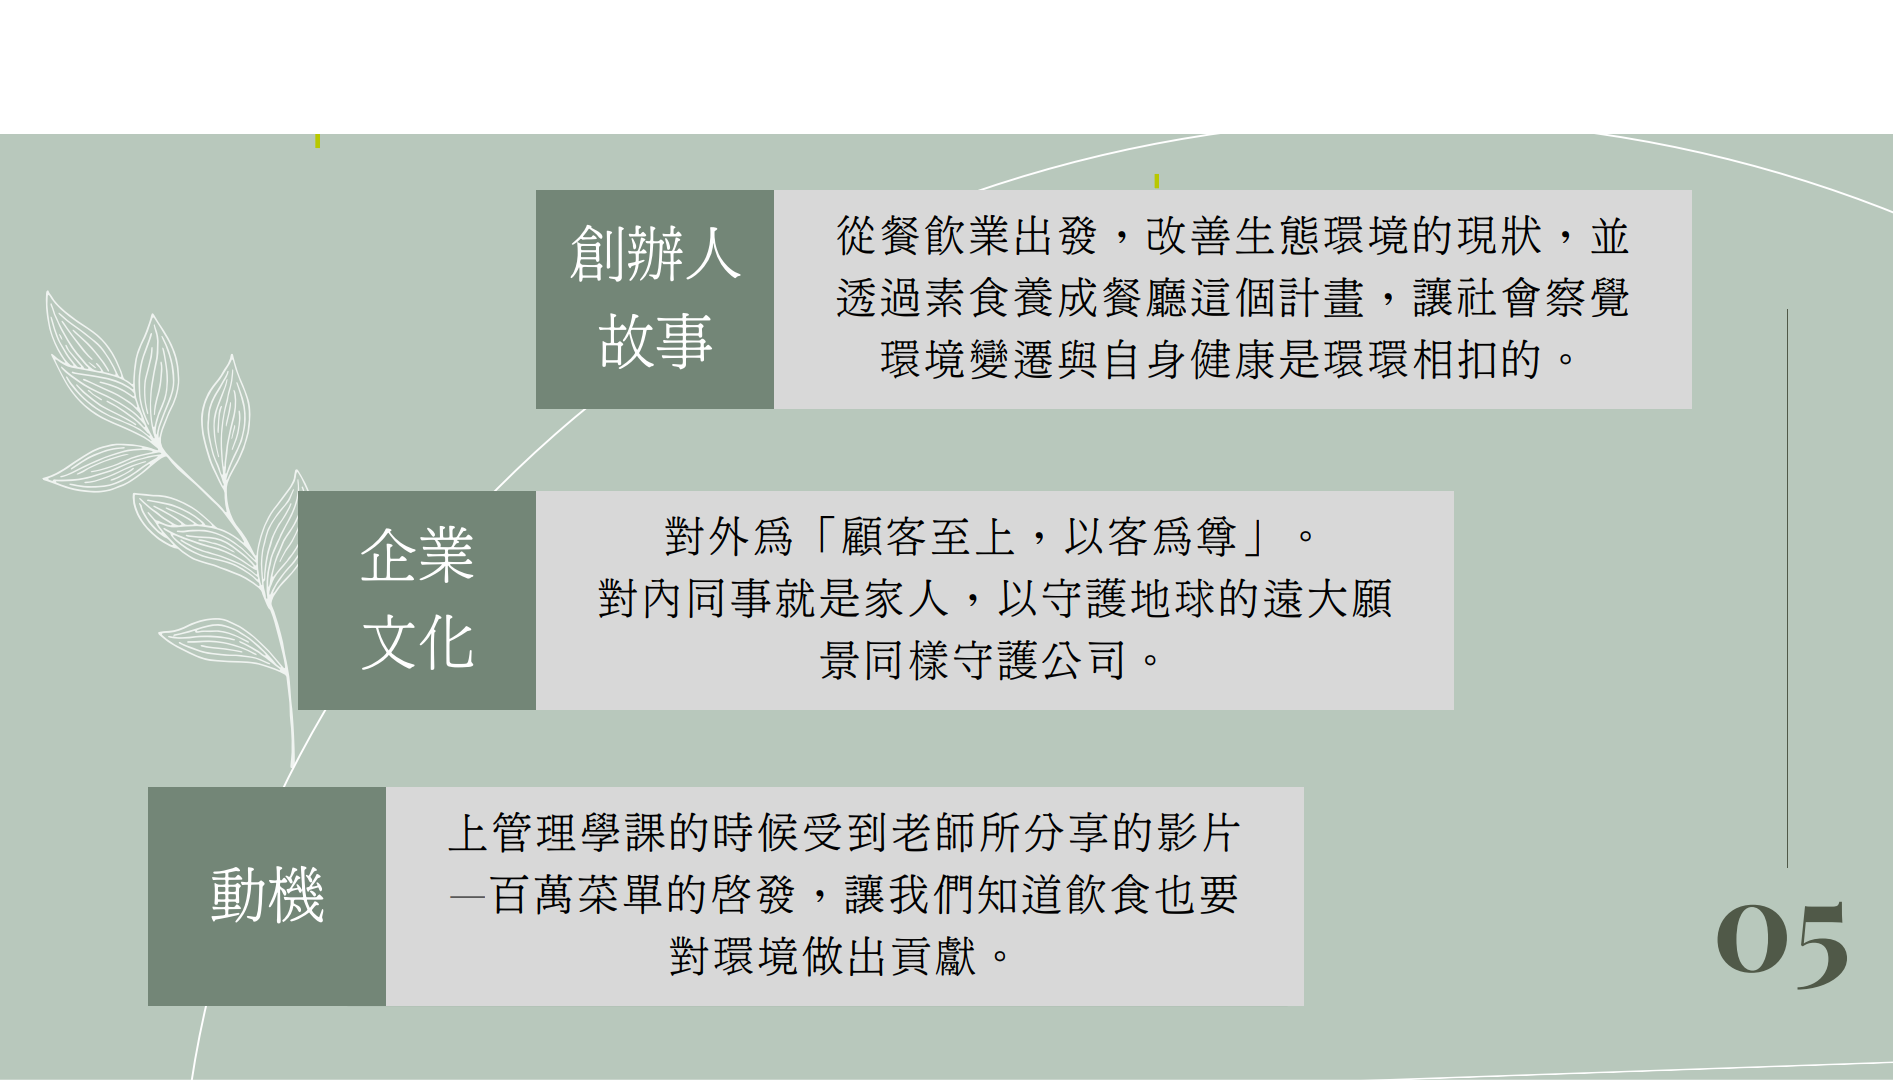 創辦人
故事
從餐飲業出發，改善生態環境的現狀，並
透過素食養成餐廳這個計畫，讓社會察覺
環境變遷與自身健康是環環相扣的。
企業
文化
對外為「顧客至上，以客為尊」。
對內同事就是家人，以守護地球的遠大願
景同樣守護公司。
動機
上管理學課的時候受到老師所分享的影片
—百萬菜單的啓發，讓我們知道飲食也要
對環境做出貢獻。
05